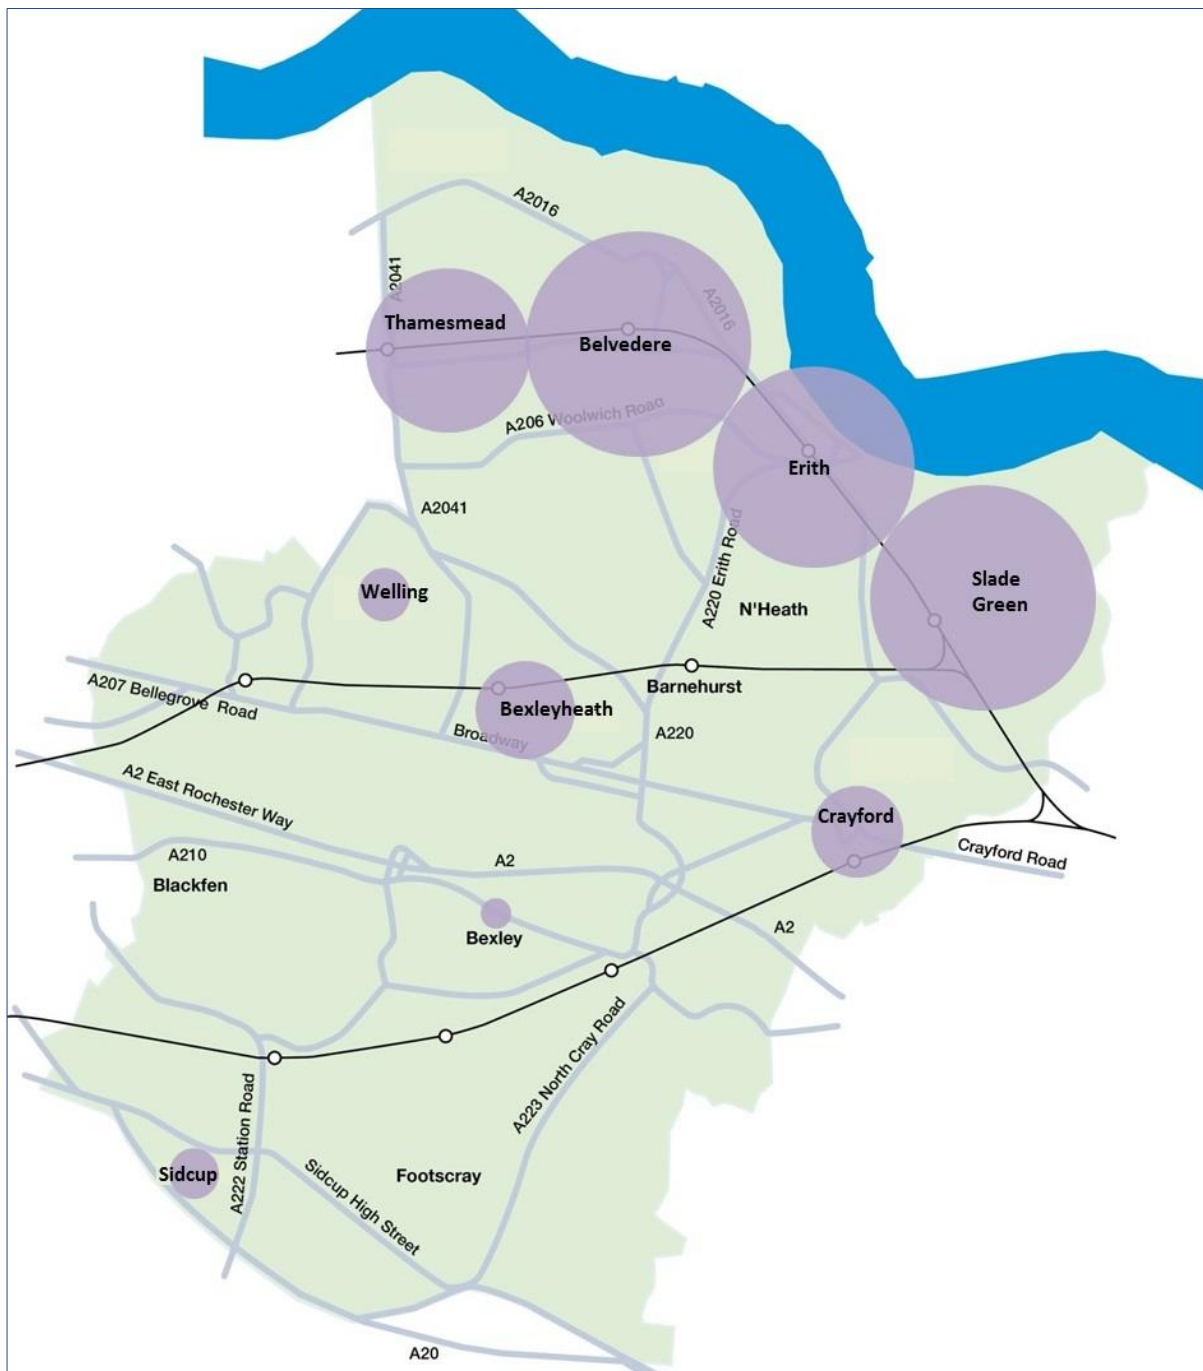 A2016
A2041
A2016
Thamesmead
Belvedere
A206 Woolwich Road
Erith
A2041
A220 Erith Road
Slade
Green
Welling
N'Heath
A207 Bellegrove Road
Barnehurst
Bexleyheath
Broadway
A220
A2 East Rochester Way
Crayford
Crayford Road
A210
A2
Blackfen
A2
Bexley
A223 North Cray Road
A222 Station Road
Sidcup
Sidcup High Street
Footscray
A20